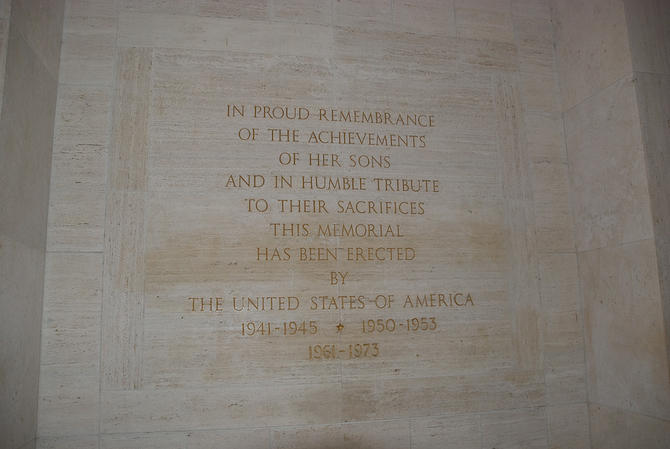 IN PROUD REMEMBRANCE
OF THE ACHIEVEMENTS
OF HER SONS
AND IN HUMBLE TRIBUTE
TO THEIR SACRIFICES
THIS MEMORIAL
HAS BEEN ERECTED
BY
THE UNITED STATES OF AMERICA
1941-1945 ★ 1950-1953
1961-1973